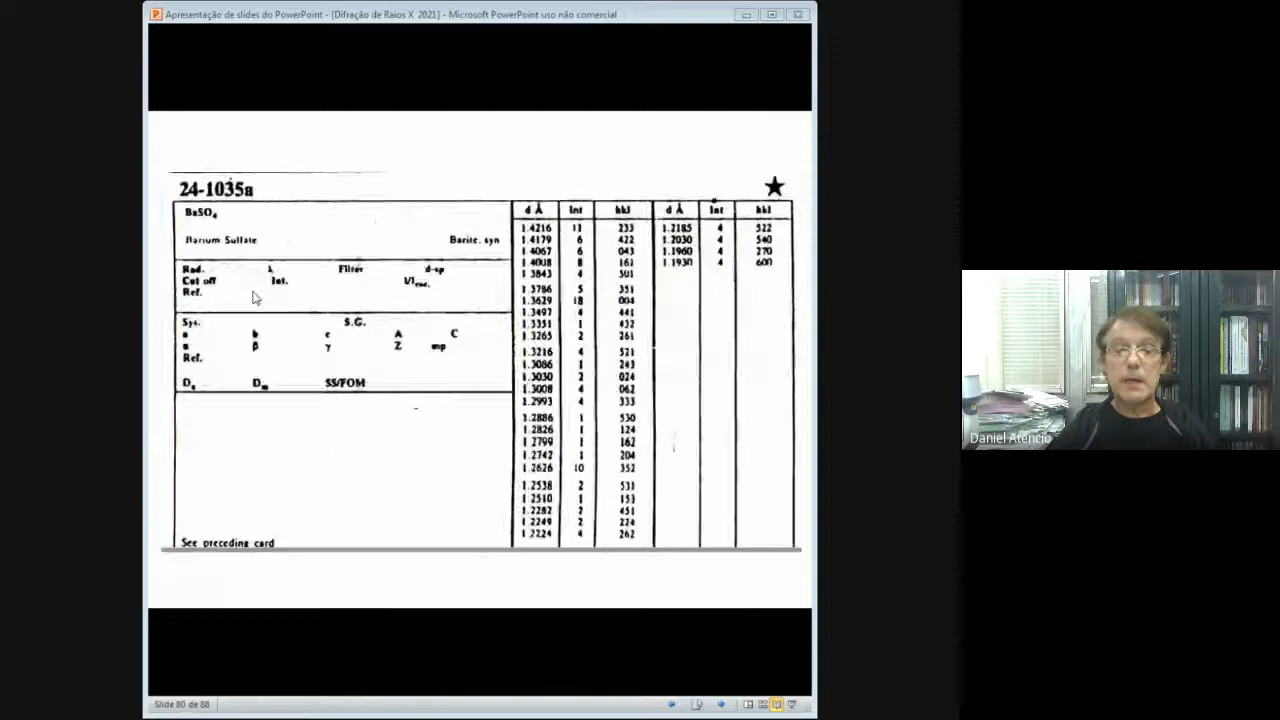 Apresentação de slides do PowerPoint - [Difração de Raios X 2021] - Microsoft PowerPoint uso não comercial
24-1035a
BaSO4
Barium Sulfate Barite, syn
Rad. λ Filter d-sp
Cut off Int. I/Icor.
Ref.
Sys. S.G.
a b c A C
α β γ Z mp
Ref.
Dx Dm SS/FOM
See preceding card
d Å Int hkl
1.4216 11 233
1.4179 6 422
1.4067 6 043
1.4008 8 161
1.3843 4 501
1.3786 5 351
1.3629 18 004
1.3497 4 441
1.3351 1 432
1.3265 2 261
1.3216 4 521
1.3086 1 243
1.3030 2 024
1.3008 4 062
1.2993 4 333
1.2886 1 530
1.2826 1 124
1.2799 1 162
1.2742 1 204
1.2626 10 352
1.2538 2 531
1.2510 1 153
1.2282 2 451
1.2249 2 224
1.2224 4 262
d Å Int hkl
1.2185 4 522
1.2030 4 540
1.1960 4 270
1.1930 4 600
Slide 80 de 88
Daniel Atencio